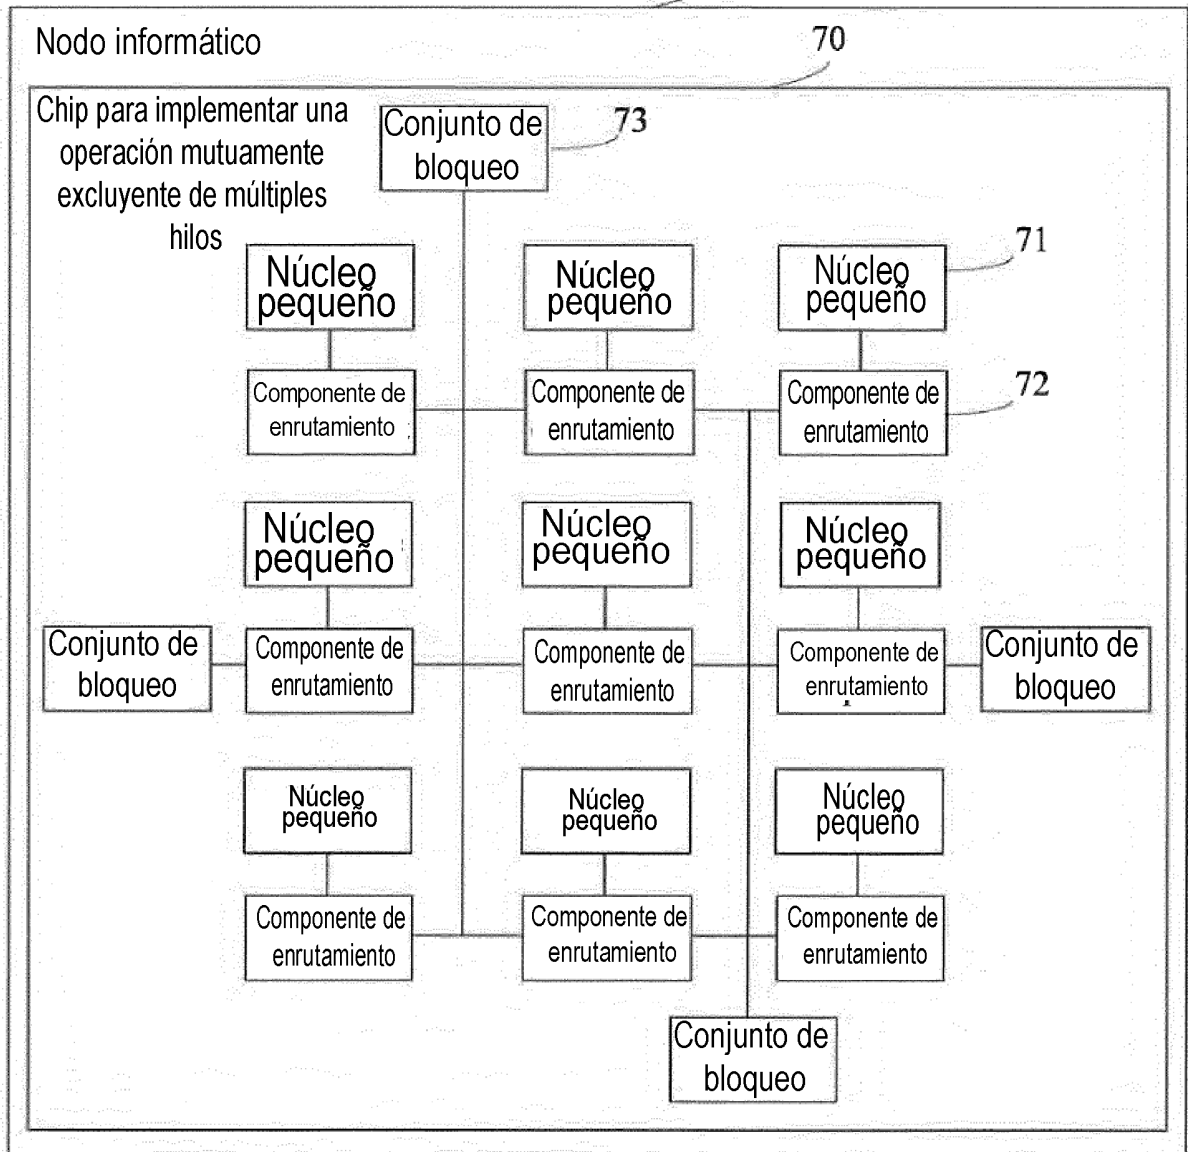 Nodo informático
70
Chip para implementar una
operación mutuamente
excluyente de múltiples
hilos
Conjunto de
bloqueo
73
Núcleo
pequeño
Núcleo
pequeño
Núcleo
pequeño
71
Componente de
enrutamiento
Componente de
enrutamiento
Componente de
enrutamiento
72
Núcleo
pequeño
Núcleo
pequeño
Núcleo
pequeño
Conjunto de
bloqueo
Componente de
enrutamiento
Componente de
enrutamiento
Componente de
enrutamiento
Conjunto de
bloqueo
Núcleo
pequeño
Núcleo
pequeño
Núcleo
pequeño
Componente de
enrutamiento
Componente de
enrutamiento
Componente de
enrutamiento
Conjunto de
bloqueo